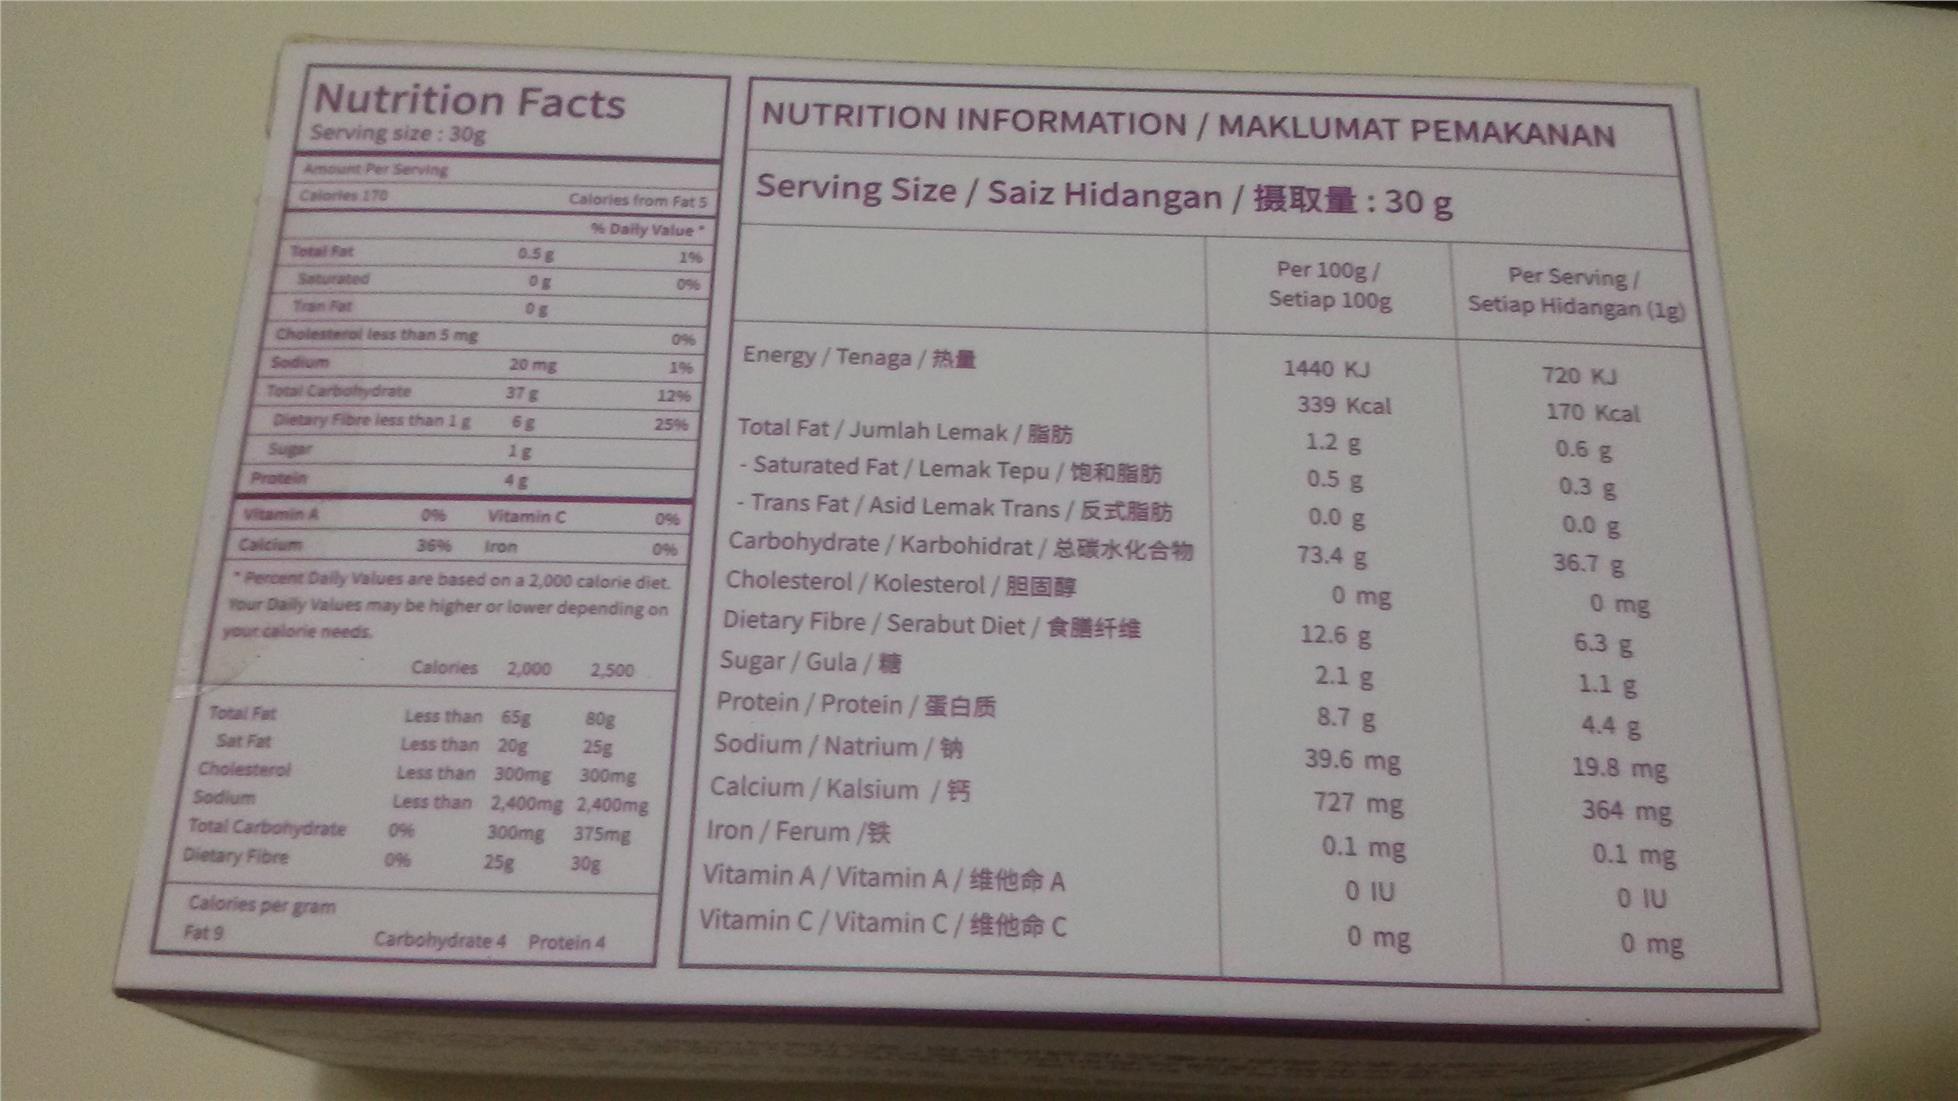 Nutrition Facts
Serving size : 30g
Amount Per Serving
Calories 170 Calories from Fat 5
% Daily Value *
Total Fat 0.5 g 1%
Saturated 0 g 0%
Tran Fat 0 g
Cholesterol less than 5 mg 0%
Sodium 20 mg 1%
Total Carbohydrate 37 g 12%
Dietary Fibre less than 1 g 6 g 25%
Sugar 1 g
Protein 4 g
Vitamin A 0% Vitamin C 0%
Calcium 36% Iron 0%
* Percent Daily Values are based on a 2,000 calorie diet.
Your Daily Values may be higher or lower depending on
your calorie needs.
Calories 2,000 2,500
Total Fat Less than 65g 80g
Sat Fat Less than 20g 25g
Cholesterol Less than 300mg 300mg
Sodium Less than 2,400mg 2,400mg
Total Carbohydrate 0% 300mg 375mg
Dietary Fibre 0% 25g 30g
Calories per gram
Fat 9 Carbohydrate 4 Protein 4
NUTRITION INFORMATION / MAKLUMAT PEMAKANAN
Serving Size / Saiz Hidangan / 摄取量 : 30 g
Per 100g / Per Serving /
Setiap 100g Setiap Hidangan (1g)
Energy / Tenaga / 热量 1440 KJ 720 KJ
339 Kcal 170 Kcal
Total Fat / Jumlah Lemak / 脂肪 1.2 g 0.6 g
- Saturated Fat / Lemak Tepu / 饱和脂肪 0.5 g 0.3 g
- Trans Fat / Asid Lemak Trans / 反式脂肪 0.0 g 0.0 g
Carbohydrate / Karbohidrat / 总碳水化合物 73.4 g 36.7 g
Cholesterol / Kolesterol / 胆固醇 0 mg 0 mg
Dietary Fibre / Serabut Diet / 食膳纤维 12.6 g 6.3 g
Sugar / Gula / 糖 2.1 g 1.1 g
Protein / Protein / 蛋白质 8.7 g 4.4 g
Sodium / Natrium / 钠 39.6 mg 19.8 mg
Calcium / Kalsium / 钙 727 mg 364 mg
Iron / Ferum /铁 0.1 mg 0.1 mg
Vitamin A / Vitamin A / 维他命 A 0 IU 0 IU
Vitamin C / Vitamin C / 维他命 C 0 mg 0 mg